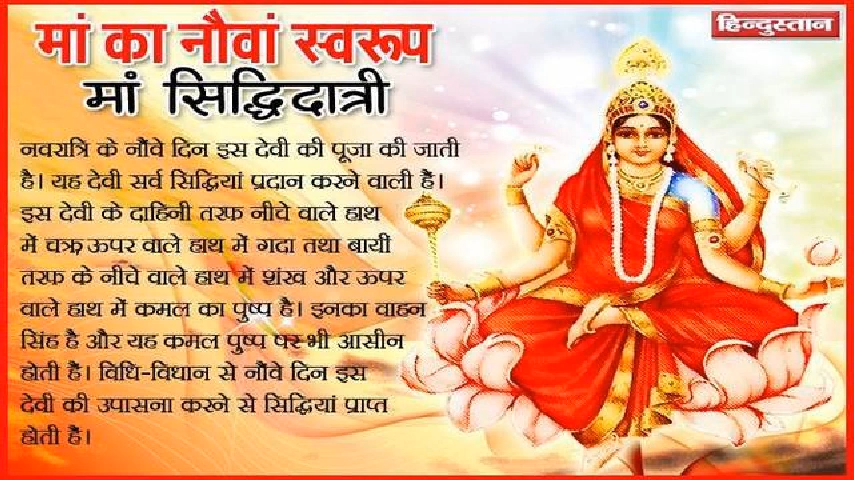 हिन्दुस्तान
मां का नौवां स्वरूप
मां सिद्धिदात्री
नवरात्रि के नौवे दिन इस देवी की पूजा की जाती
है। यह देवी सर्व सिद्धियां प्रदान करने वाली है।
इस देवी के दाहिनी तरफ नीचे वाले हाथ
में चक्र,ऊपर वाले हाथ में गदा तथा बायी
तरफ के नीचे वाले हाथ में शंख और ऊपर
वाले हाथ में कमल का पुष्प है। इनका वाहन
सिंह है और यह कमल पुष्प पर भी आसीन
होती है। विधि-विधान से नौवे दिन इस
देवी की उपासना करने से सिद्धियां प्राप्त
होती है।